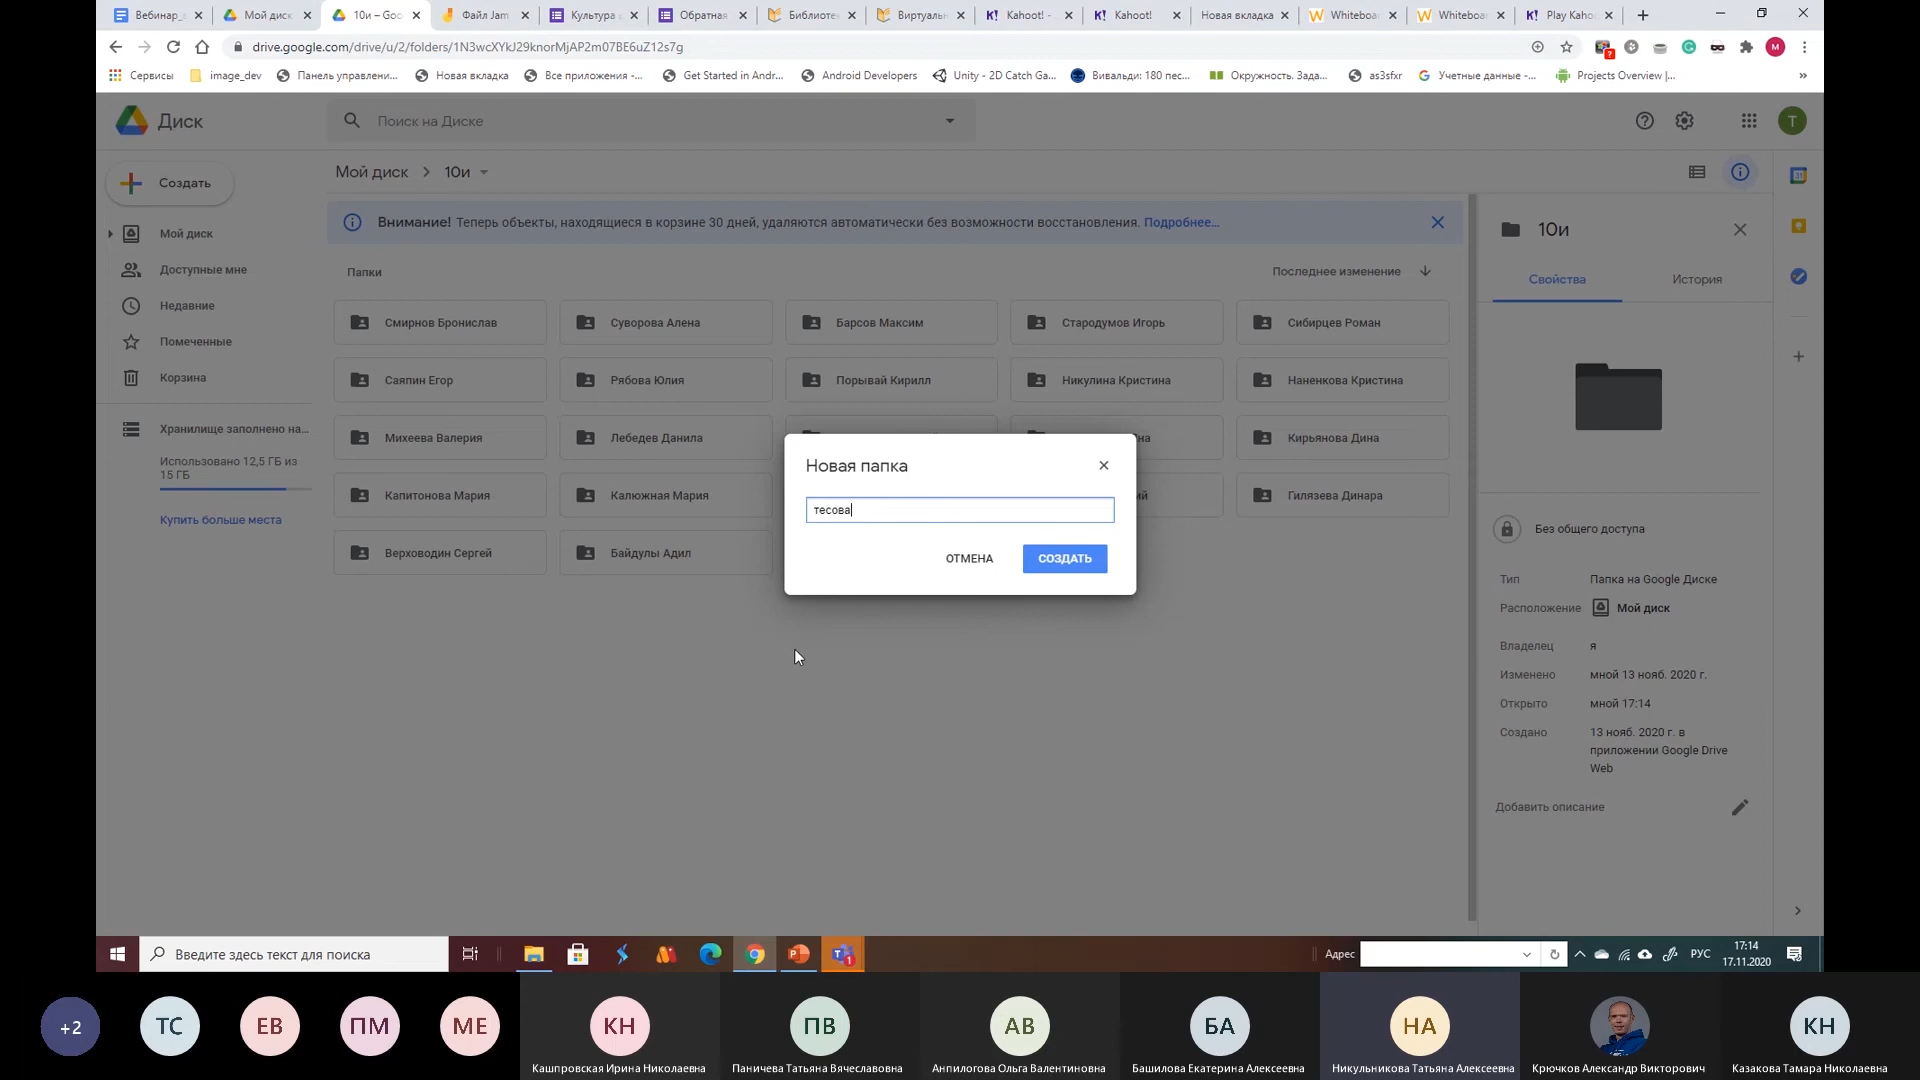 Вебинар_
Мой диск
10и – Goo
Файл Jam
Культура
Обратная
Библиотек
Виртуаль
Kahoot! -
Kahoot!
Новая вкладка
Whiteboa
Whiteboa
Play Kaho
drive.google.com/drive/u/2/folders/1N3wcXYkJ29knorMjAP2m07BE6uZ12s7g
Сервисы
image_dev
Панель управлени...
Новая вкладка
Все приложения -...
Get Started in Andr...
Android Developers
Unity - 2D Catch Ga...
Вивальди: 180 пес...
Окружность. Зада...
as3sfxr
Учетные данные -...
Projects Overview |...
Диск
Поиск на Диске
T
Создать
Мой диск
10и
Мой диск
Доступные мне
Недавние
Помеченные
Корзина
Хранилище заполнено на...
Использовано 12,5 ГБ из
15 ГБ
Купить больше места
Внимание! Теперь объекты, находящиеся в корзине 30 дней, удаляются автоматически без возможности восстановления. Подробнее...
Папки
Последнее изменение
Смирнов Бронислав
Суворова Алена
Барсов Максим
Стародумов Игорь
Сибирцев Роман
Саяпин Егор
Рябова Юлия
Порывай Кирилл
Никулина Кристина
Наненкова Кристина
Михеева Валерия
Лебедев Данила
на
Кирьянова Дина
Капитонова Мария
Калюжная Мария
ий
Гилязева Динара
Верховодин Сергей
Байдулы Адил
Новая папка
тесова
ОТМЕНА
СОЗДАТЬ
10и
Свойства
История
Без общего доступа
Тип
Папка на Google Диске
Расположение
Мой диск
Владелец
я
Изменено
мной 13 нояб. 2020 г.
Открыто
мной 17:14
Создано
13 нояб. 2020 г. в
приложении Google Drive
Web
Добавить описание
Введите здесь текст для поиска
Адрес
РУС
17:14
17.11.2020
+2
ТС
ЕВ
ПМ
МЕ
КН
Кашпровская Ирина Николаевна
ПВ
Паничева Татьяна Вячеславовна
АВ
Анпилогова Ольга Валентиновна
БА
Башилова Екатерина Алексеевна
НА
Никульникова Татьяна Алексеевна
Крючков Александр Викторович
КН
Казакова Тамара Николаевна